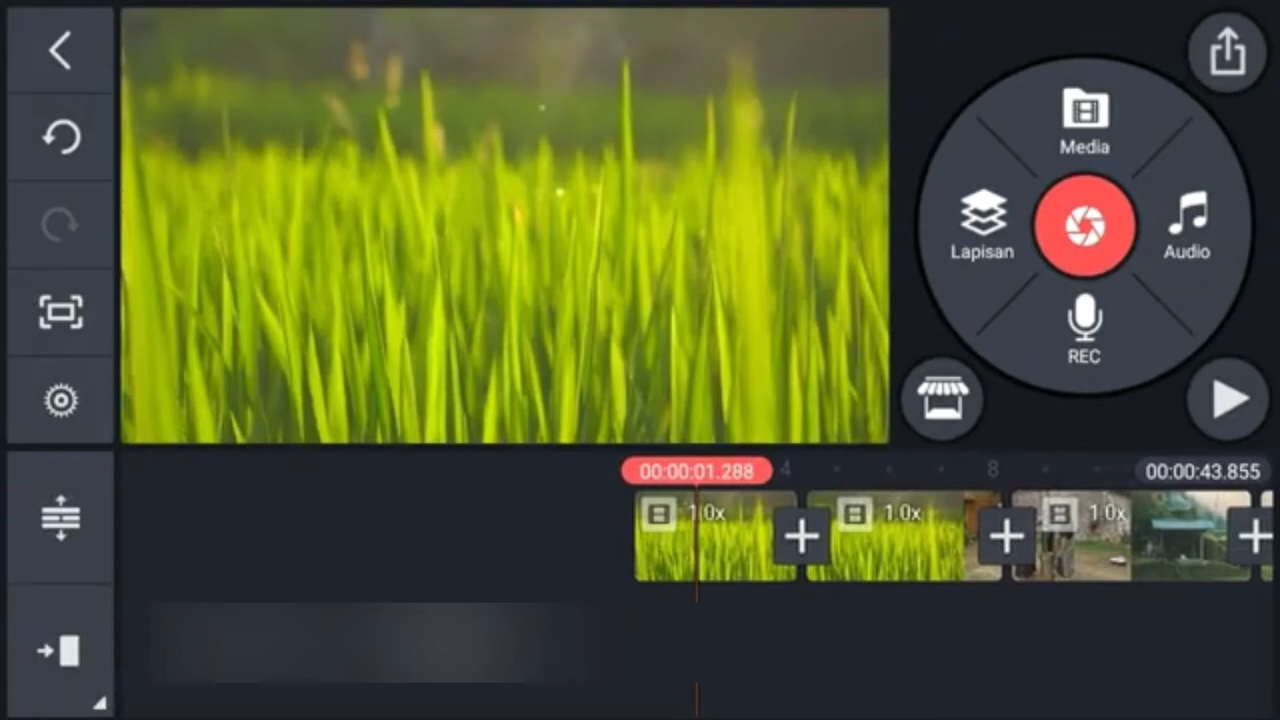 Media
Lapisan
Audio
REC
00:00:01.288
4
8
00:00:43.855
1.0x
1.0x
1.0x